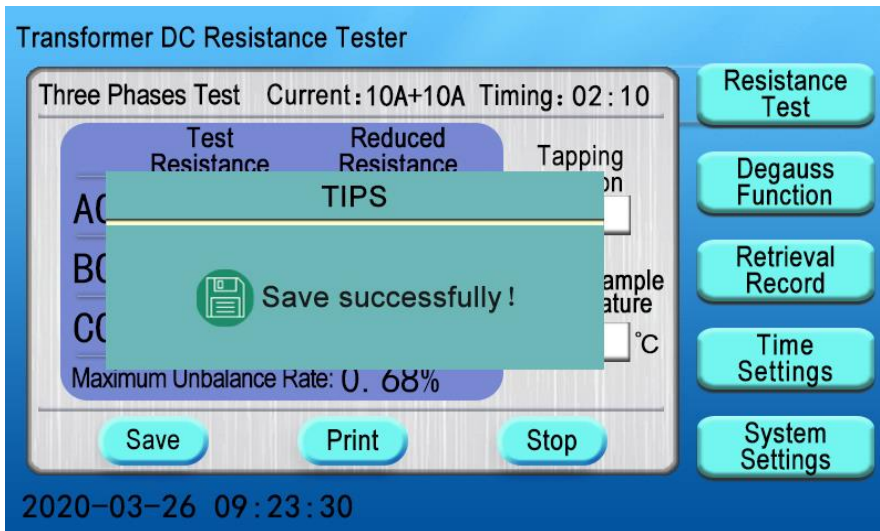 Transformer DC Resistance Tester
Three Phases Test Current:10A+10A Timing:02:10
Test Resistance
Reduced Resistance
Tapping
TIPS
Save successfully!
℃
Maximum Unbalance Rate: 0.68%
Save
Print
Stop
Resistance
Test
Degauss
Function
Retrieval
Record
Time
Settings
System
Settings
2020-03-26 09:23:30